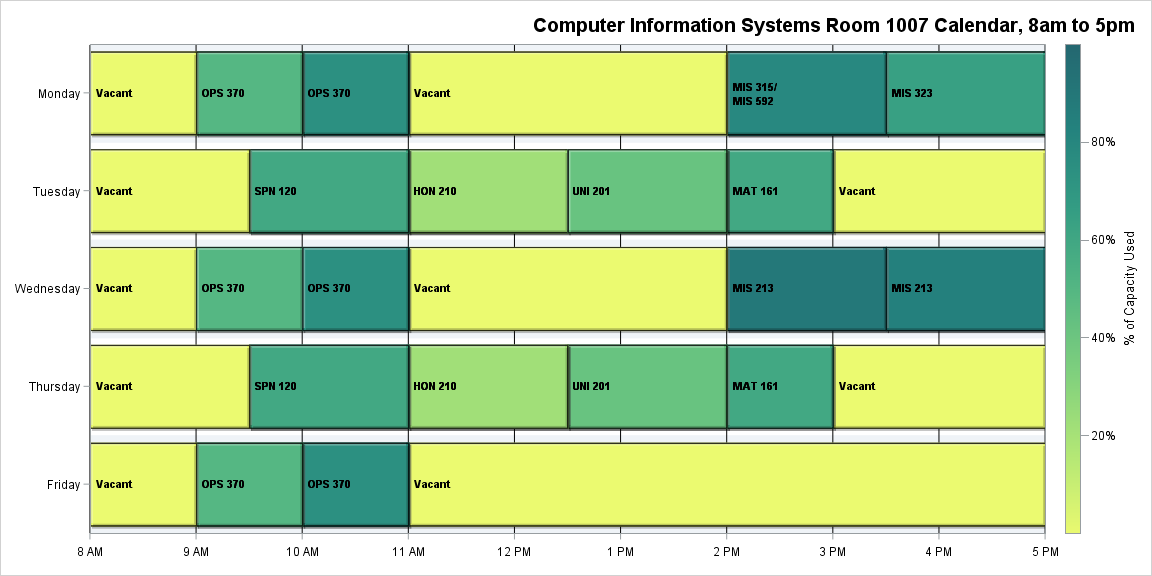 Computer Information Systems Room 1007 Calendar, 8am to 5pm
Monday
Vacant
OPS 370
OPS 370
Vacant
MIS 315/
MIS 592
MIS 323
Tuesday
Vacant
SPN 120
HON 210
UNI 201
MAT 161
Vacant
Wednesday
Vacant
OPS 370
OPS 370
Vacant
MIS 213
MIS 213
Thursday
Vacant
SPN 120
HON 210
UNI 201
MAT 161
Vacant
Friday
Vacant
OPS 370
OPS 370
Vacant
8 AM
9 AM
10 AM
11 AM
12 PM
1 PM
2 PM
3 PM
4 PM
5 PM
80%
60%
40%
20%
% of Capacity Used